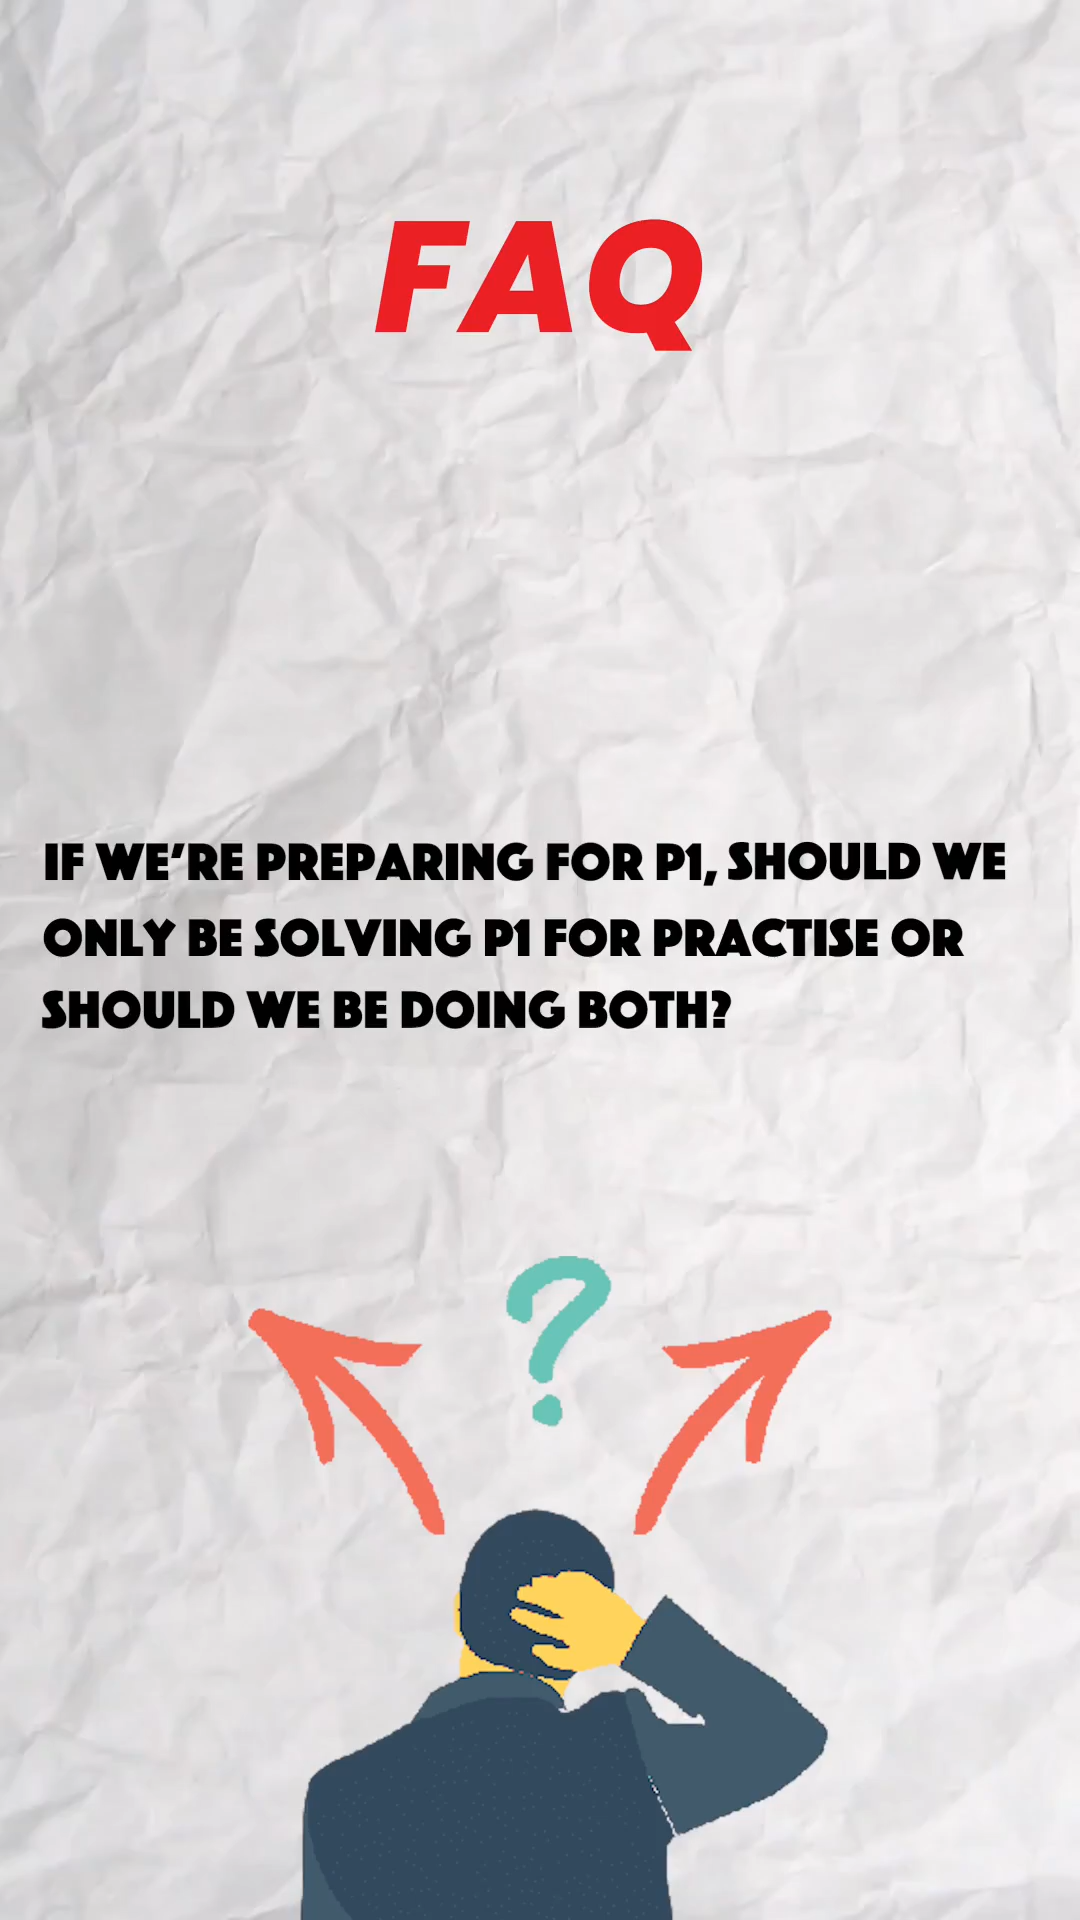 FAQ
IF WE'RE PREPARING FOR P1, SHOULD WE
ONLY BE SOLVING P1 FOR PRACTISE OR
SHOULD WE BE DOING BOTH?
?